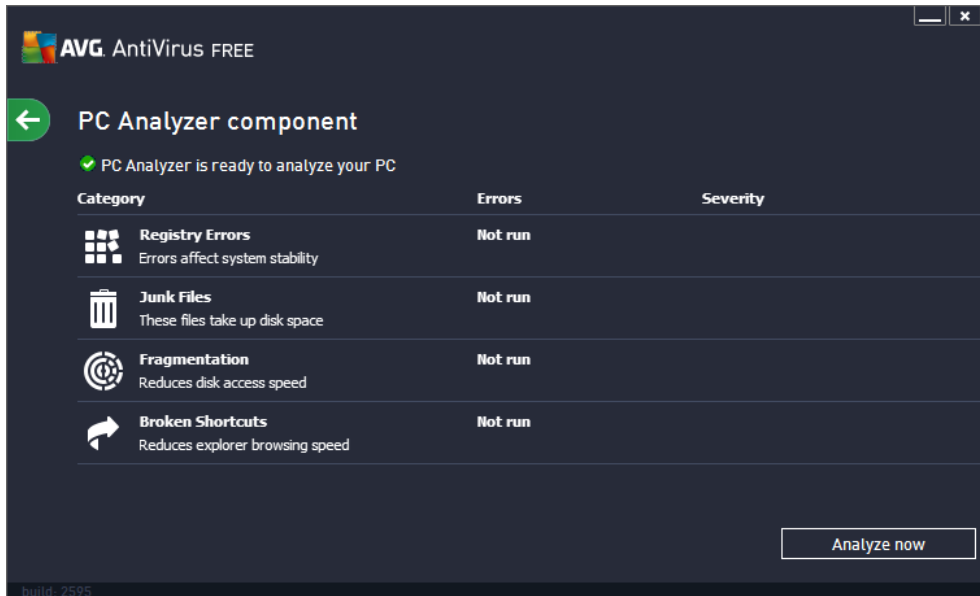 AVG. AntiVirus FREE
PC Analyzer component
PC Analyzer is ready to analyze your PC
Category Errors Severity
Registry Errors Not run
Errors affect system stability
Junk Files Not run
These files take up disk space
Fragmentation Not run
Reduces disk access speed
Broken Shortcuts Not run
Reduces explorer browsing speed
Analyze now
build- 2595